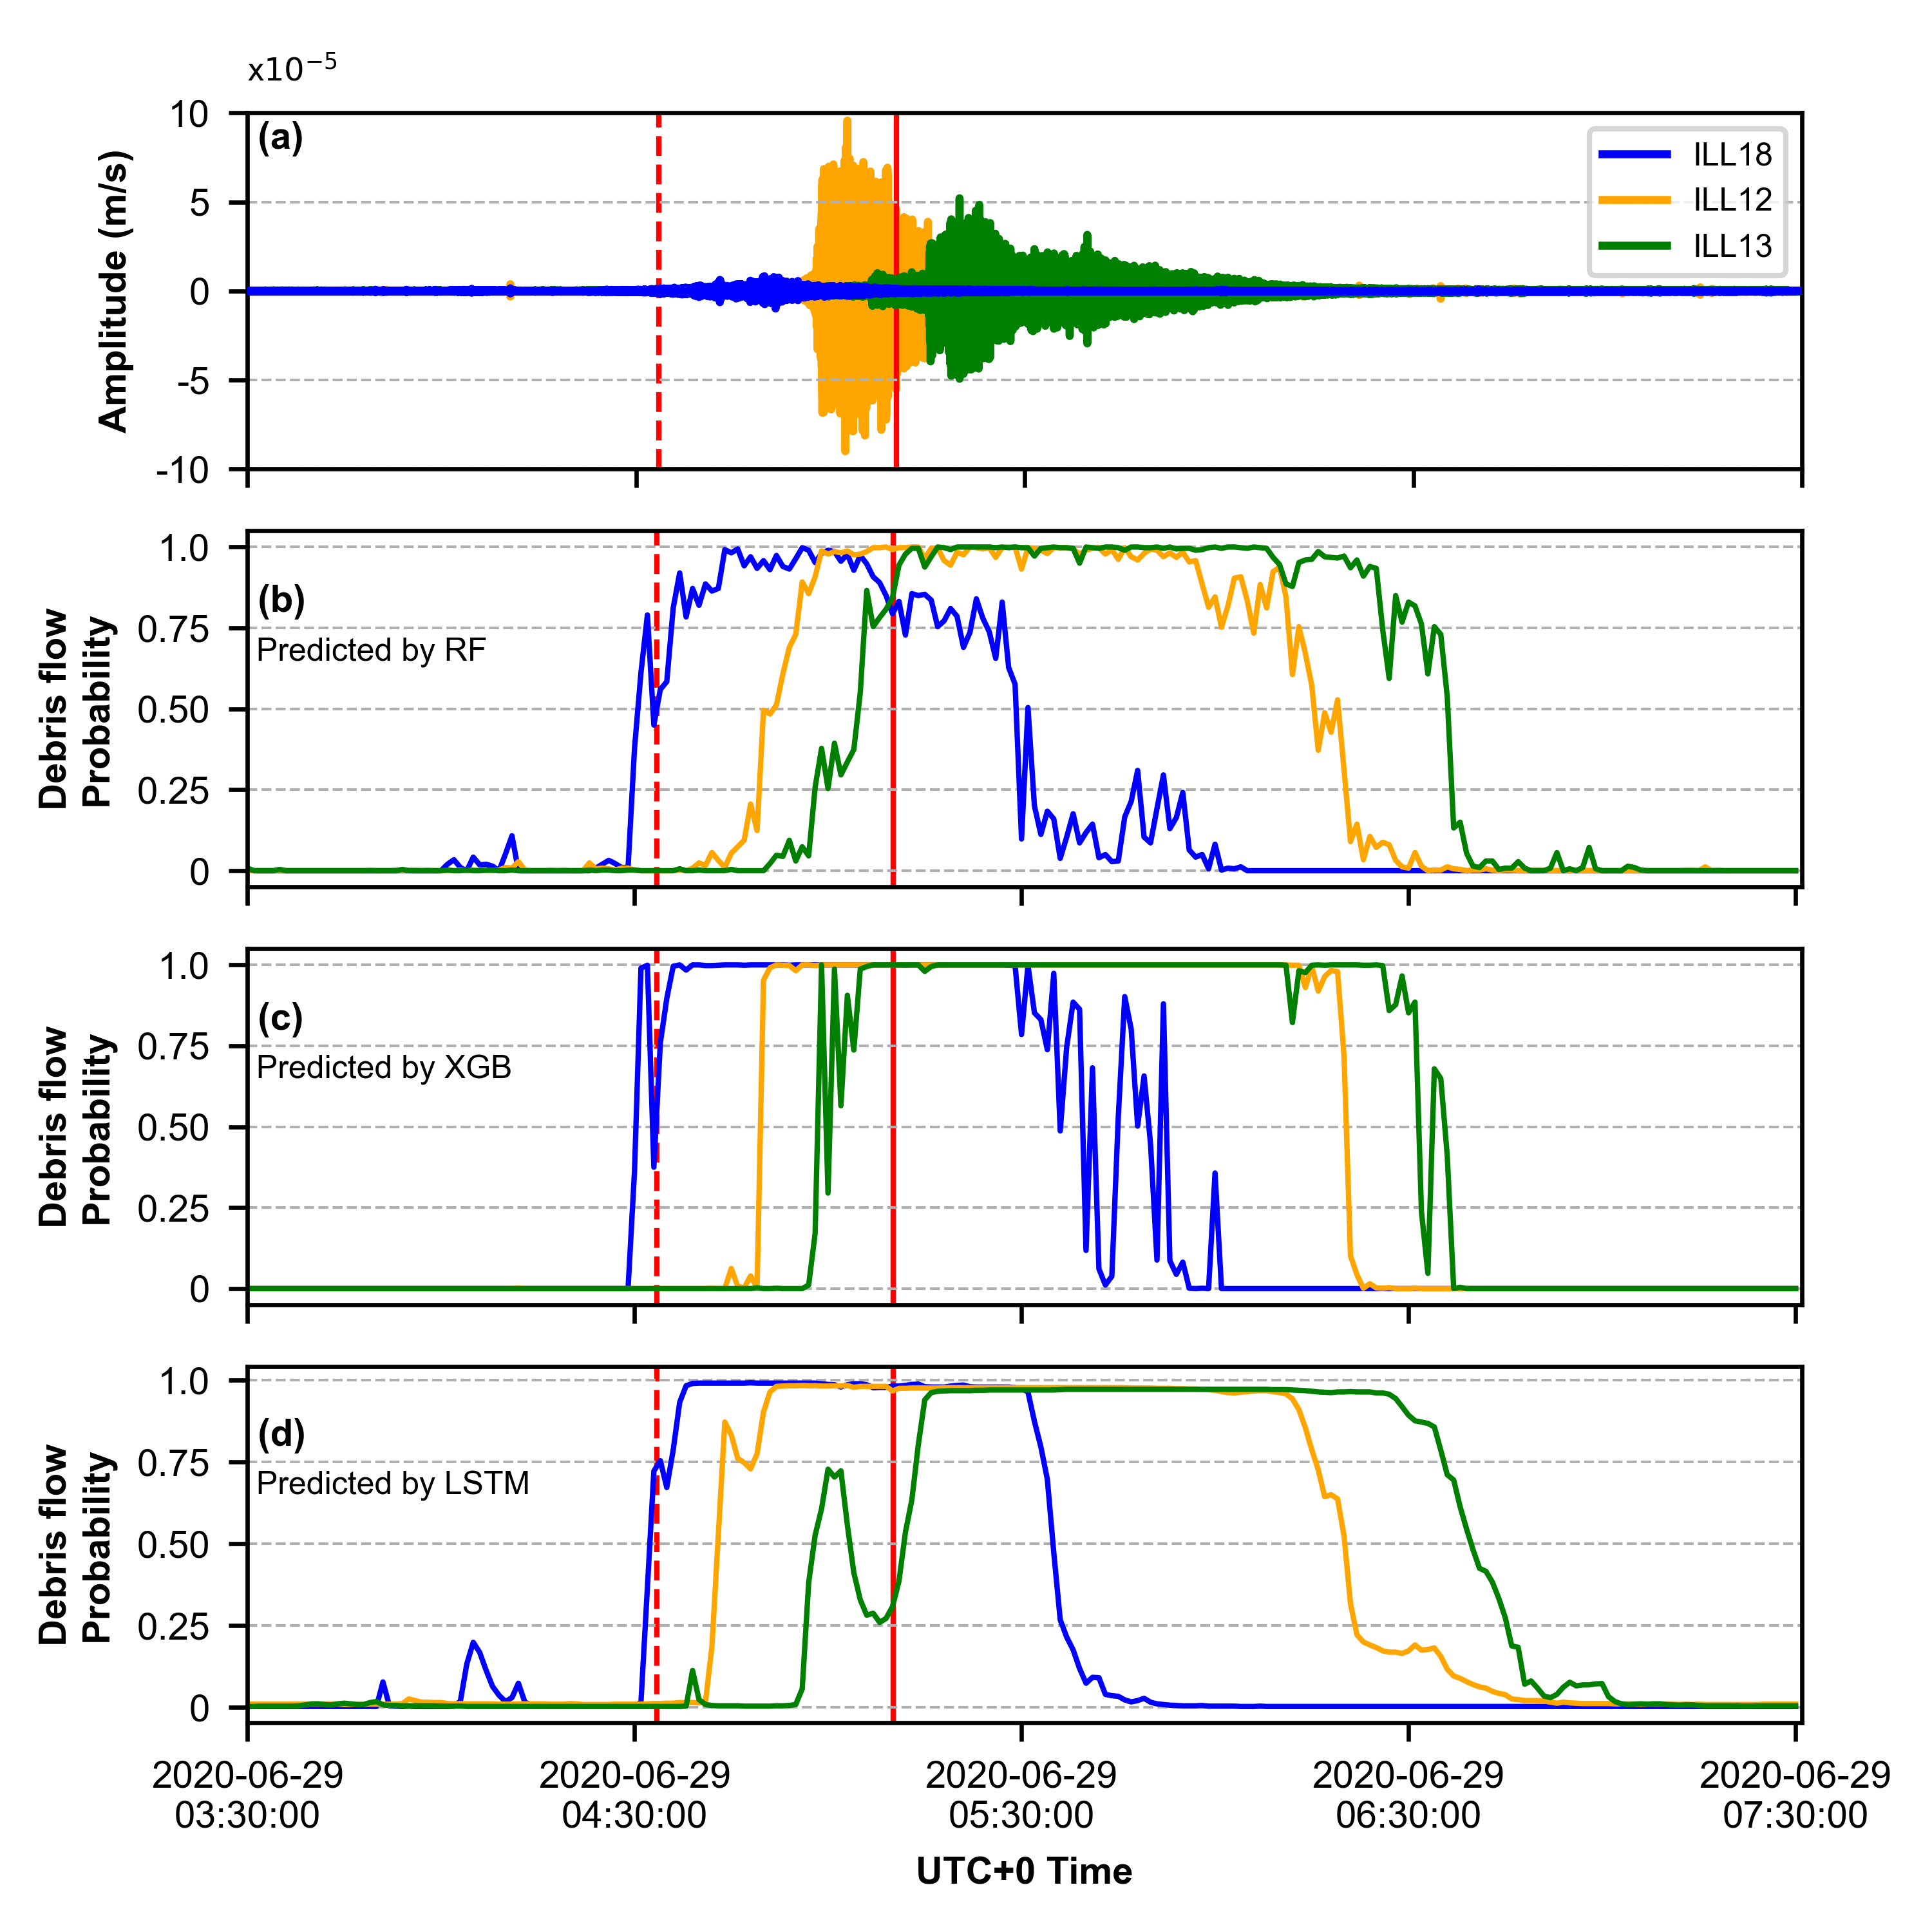 x10⁻⁵
10
5
0
-5
-10
Amplitude (m/s)
(a)
ILL18
ILL12
ILL13
1.0
0.75
0.50
0.25
0
Debris flow
Probability
(b)
Predicted by RF
1.0
0.75
0.50
0.25
0
Debris flow
Probability
(c)
Predicted by XGB
1.0
0.75
0.50
0.25
0
Debris flow
Probability
(d)
Predicted by LSTM
2020-06-29
03:30:00
2020-06-29
04:30:00
2020-06-29
05:30:00
2020-06-29
06:30:00
2020-06-29
07:30:00
UTC+0 Time